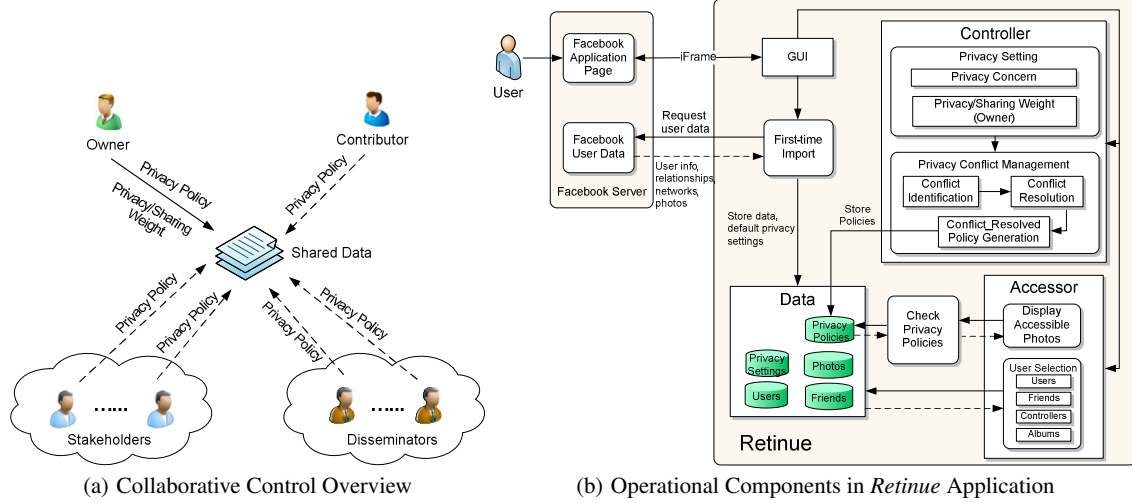 Owner
Contributor
Privacy Policy
Privacy/Sharing
Weight
Privacy Policy
Shared Data
Privacy Policy
Privacy Policy
Privacy Policy
Privacy Policy
......
Stakeholders
......
Disseminators
(a) Collaborative Control Overview
User
Facebook
Application
Page
iFrame
GUI
Facebook
User Data
Facebook Server
Request
user data
User info,
relationships,
networks,
photos
First-time
Import
Store data,
default privacy
settings
Store
Policies
Controller
Privacy Setting
Privacy Concern
Privacy/Sharing Weight
(Owner)
Privacy Conflict Management
Conflict
Identification
Conflict
Resolution
Conflict_Resolved
Policy Generation
Data
Privacy
Policies
Privacy
Settings
Photos
Users
Friends
Check
Privacy
Policies
Accessor
Display
Accessible
Photos
User Selection
Users
Friends
Controllers
Albums
Retinue
(b) Operational Components in Retinue Application